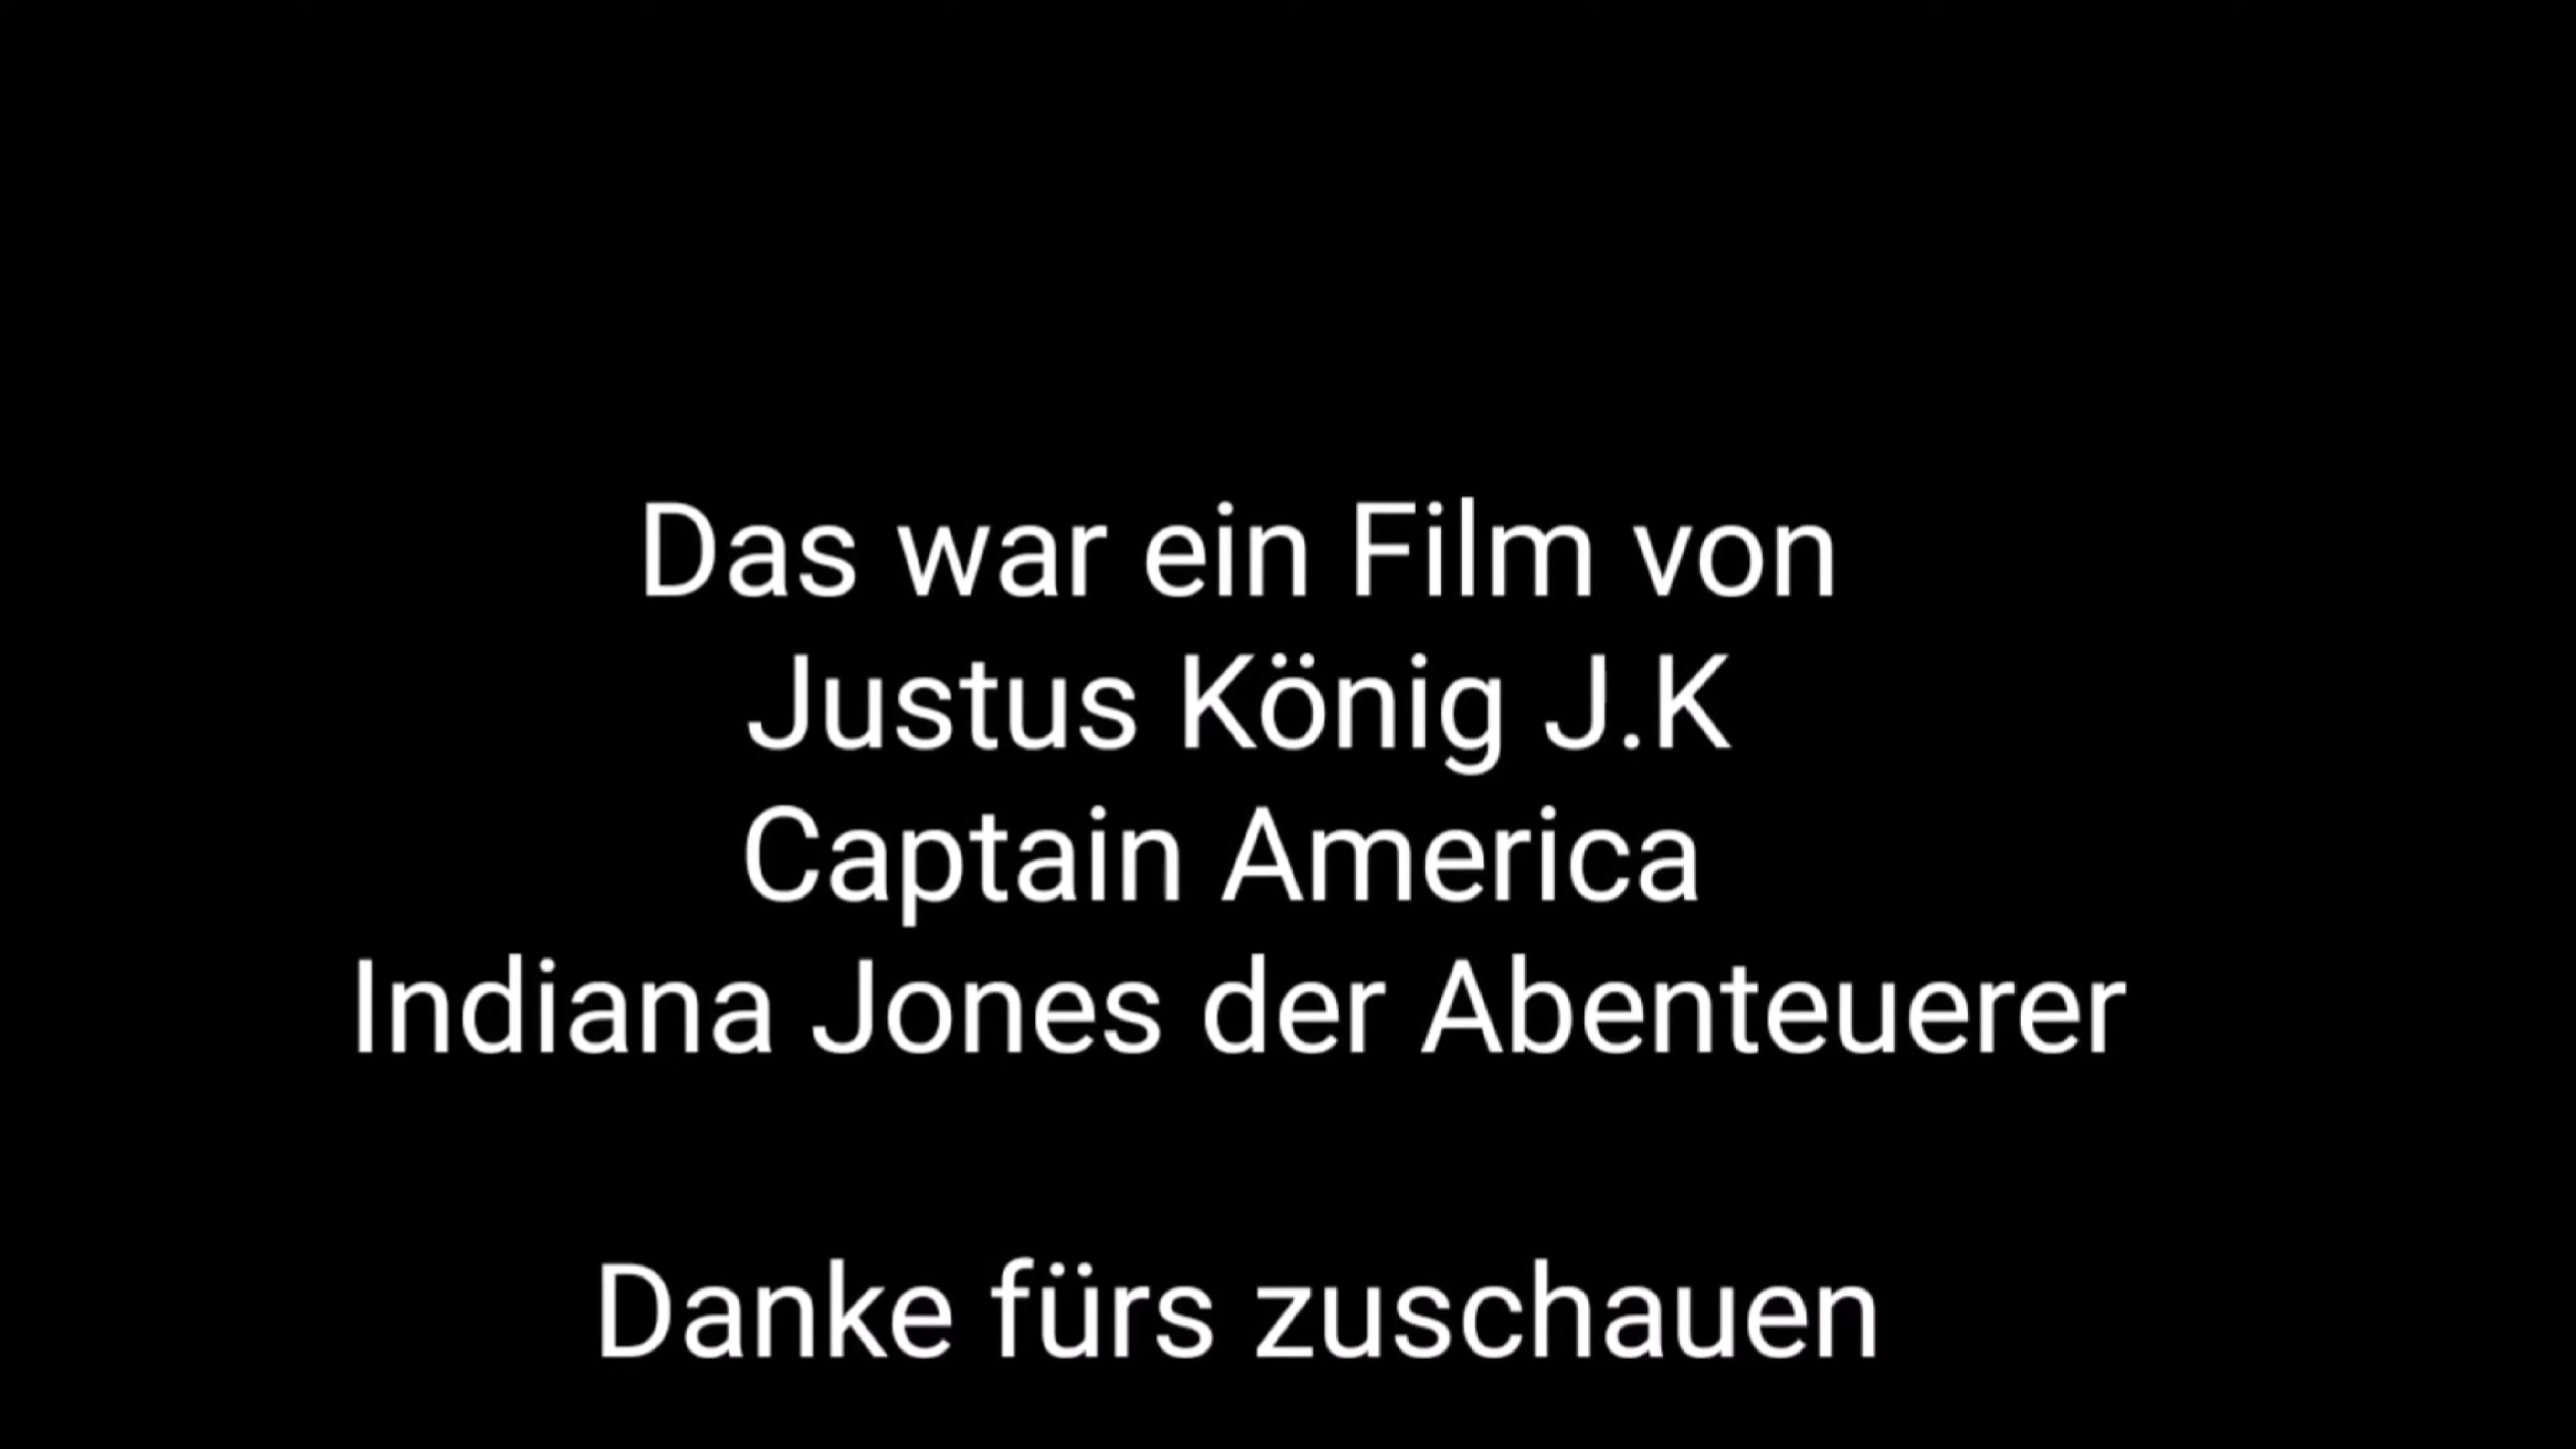 Das war ein Film von
Justus König J.K
Captain America
Indiana Jones der Abenteuerer
Danke fürs zuschauen